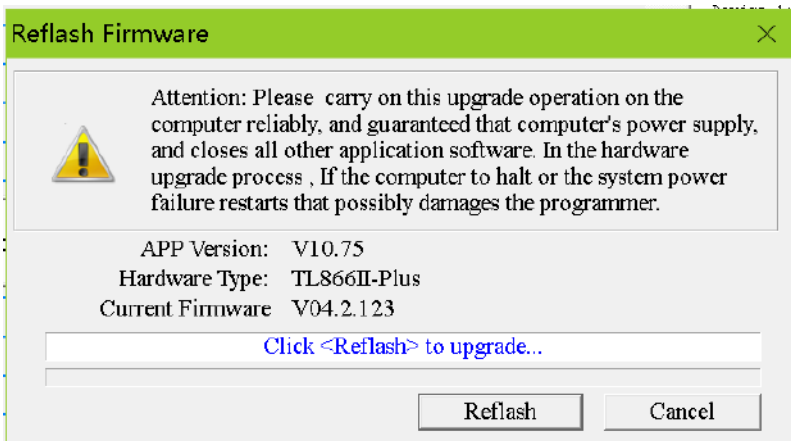 Reflash Firmware
Attention: Please carry on this upgrade operation on the
computer reliably, and guaranteed that computer's power supply,
and closes all other application software. In the hardware
upgrade process , If the computer to halt or the system power
failure restarts that possibly damages the programmer.
APP Version: V10.75
Hardware Type: TL866II-Plus
Current Firmware V04.2.123
Click <Reflash> to upgrade...
Reflash Cancel